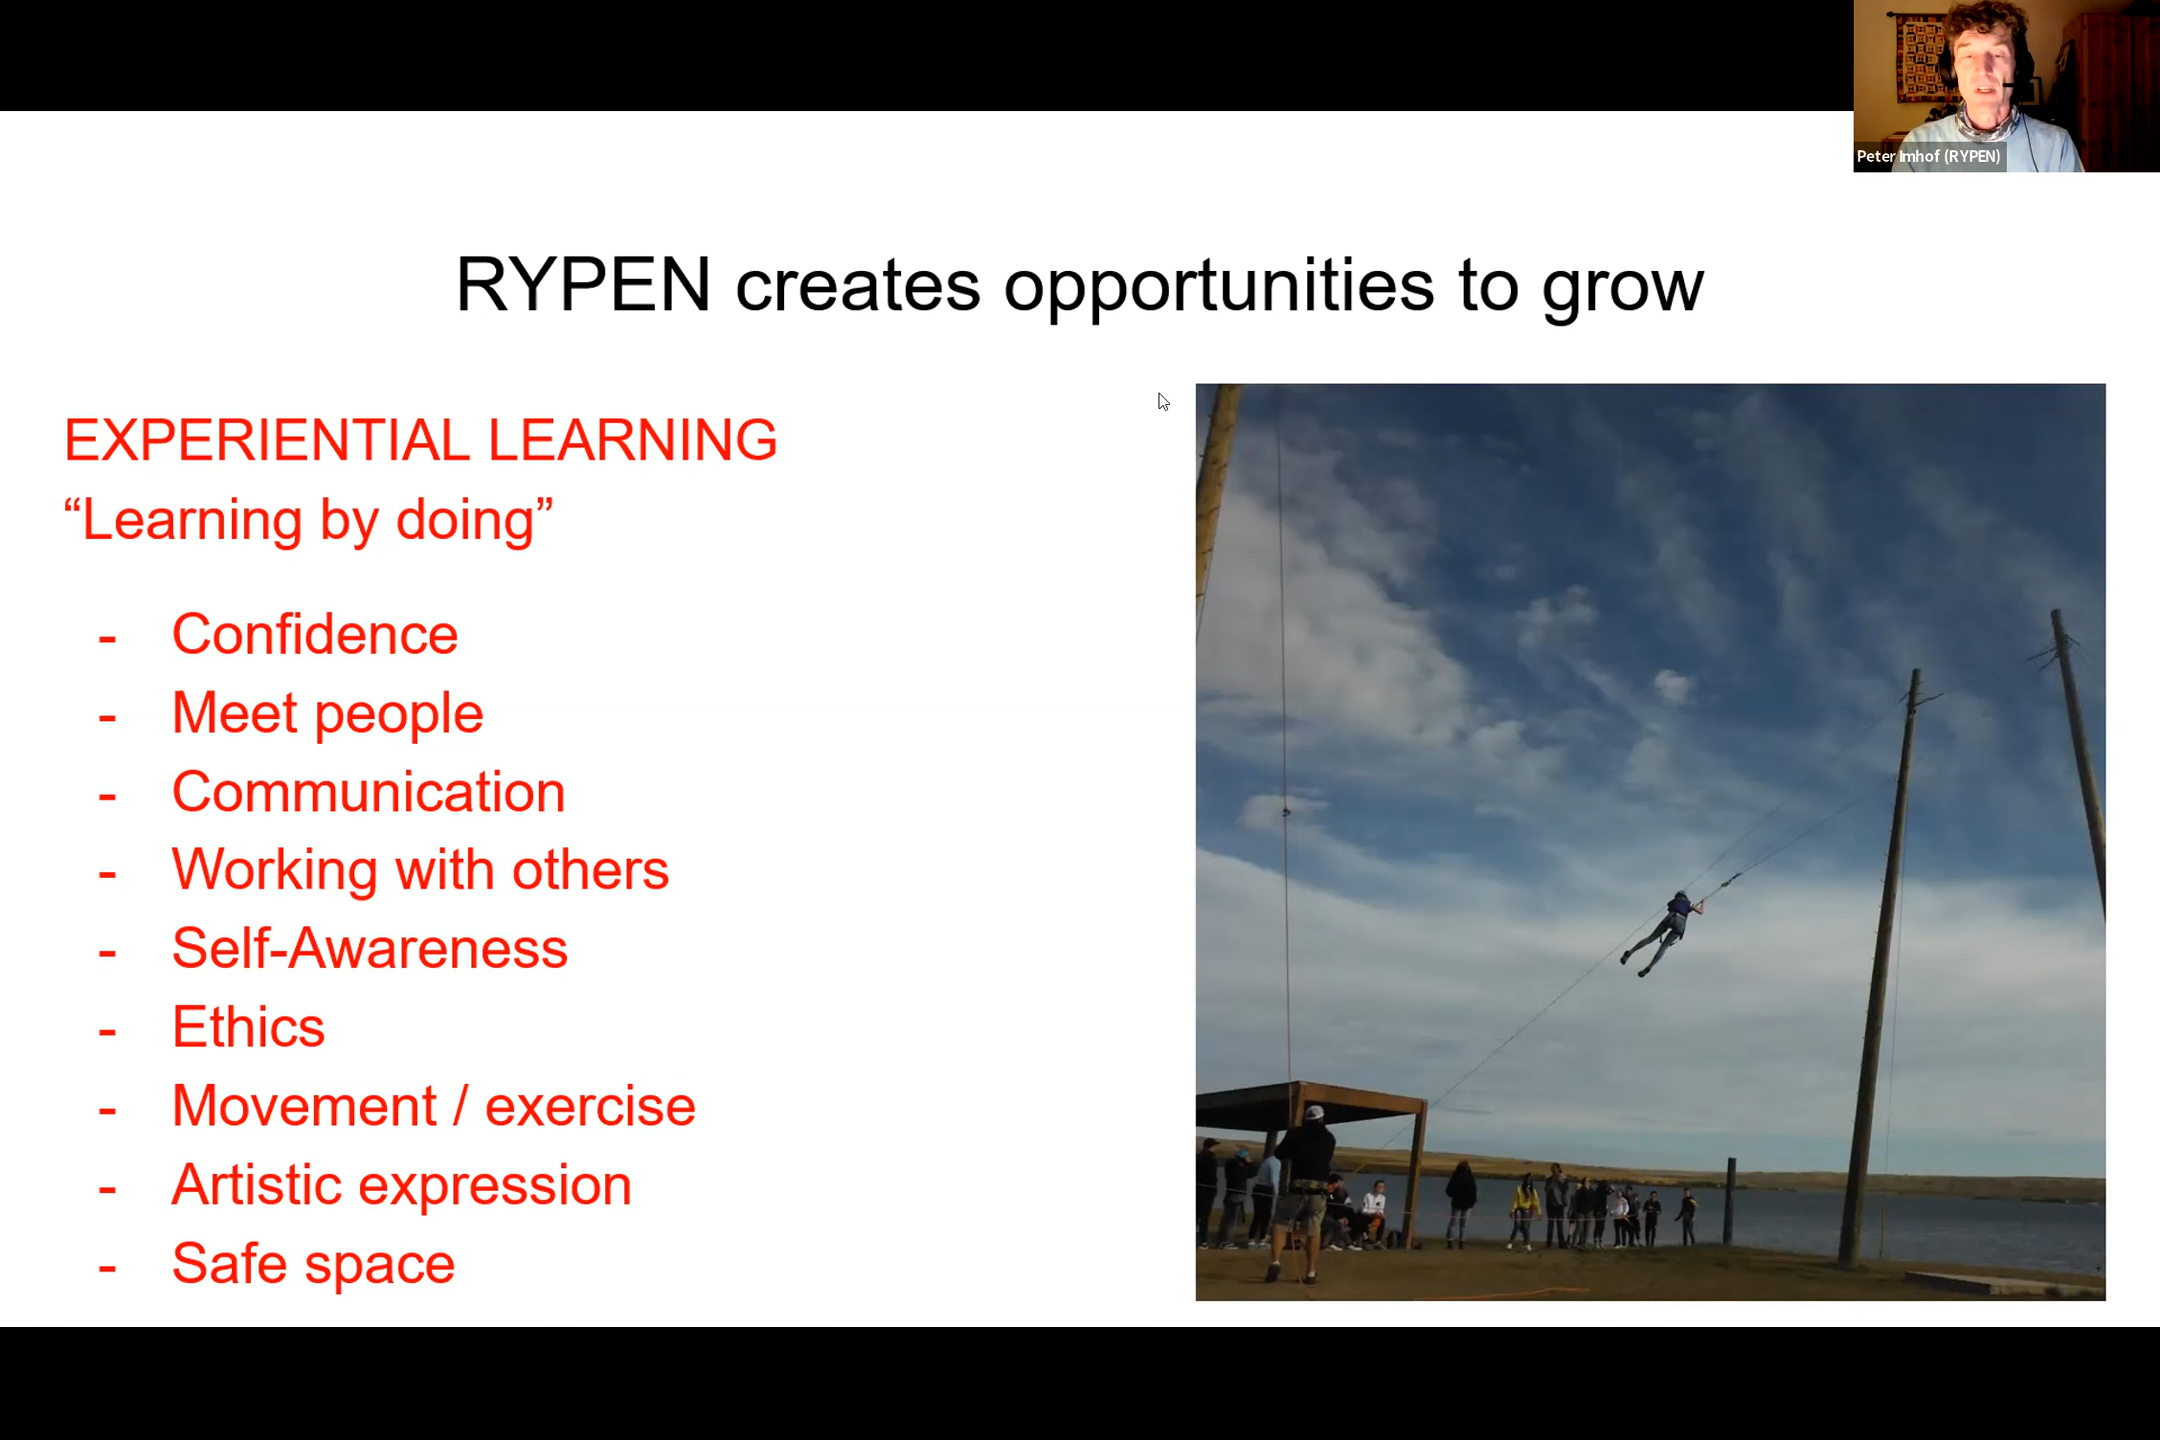 Peter Imhof (RYPEN)
RYPEN creates opportunities to grow
EXPERIENTIAL LEARNING
“Learning by doing”
- Confidence
- Meet people
- Communication
- Working with others
- Self-Awareness
- Ethics
- Movement / exercise
- Artistic expression
- Safe space